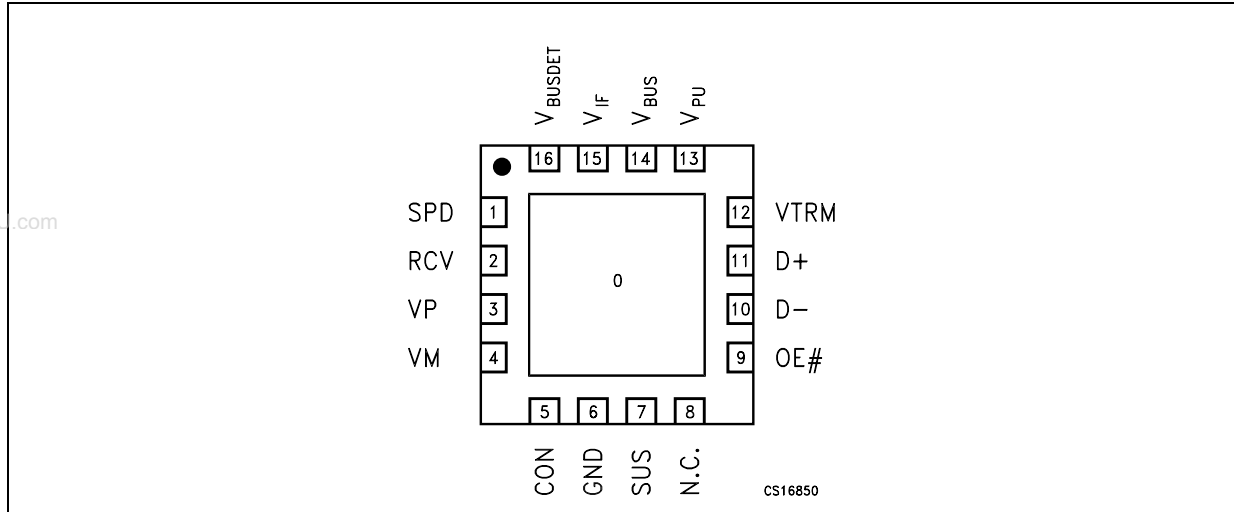 VBUSDET VIF VBUS VPU
16 15 14 13
SPD 1 12 VTRM
RCV 2 11 D+
0
VP 3 10 D-
VM 4 9 OE#
5 6 7 8
CON GND SUS N.C.
CS16850